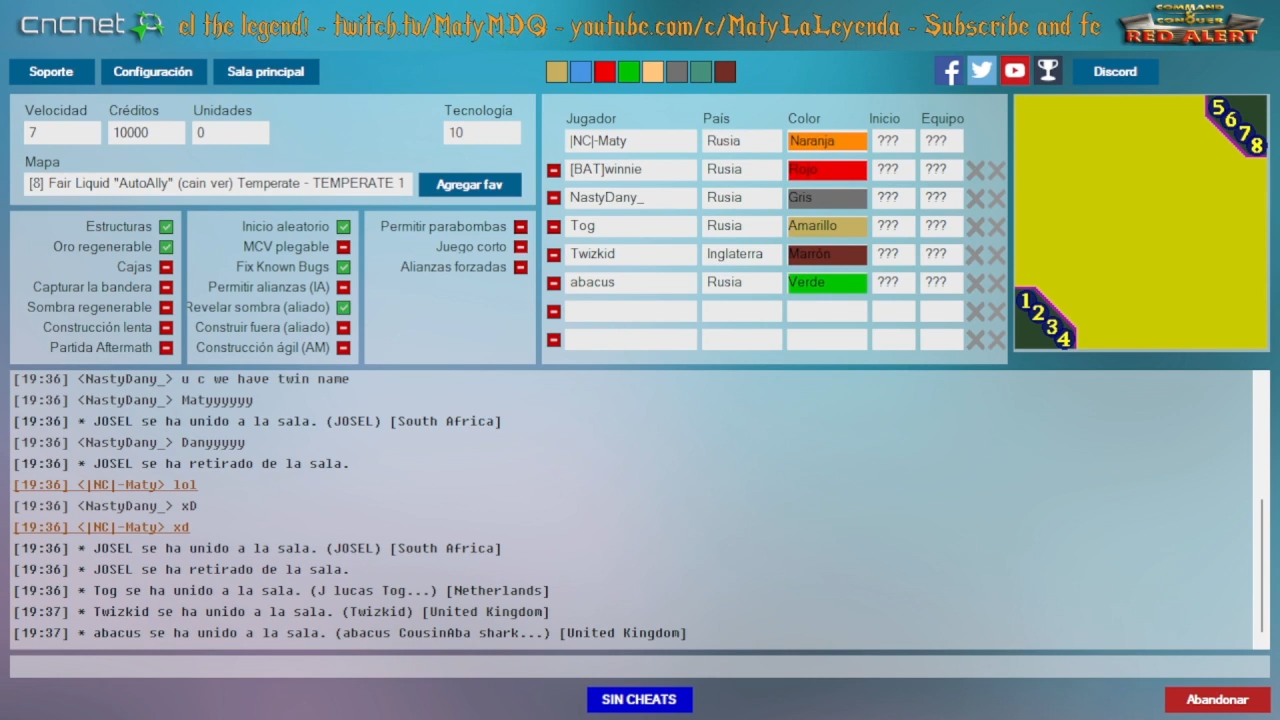 cncnet
el the legend! - twitch.tv/MatyMDQ - youtube.com/c/MatyLaLeyenda - Subscribe and fe
COMMAND & CONQUER
RED ALERT
Soporte Configuración Sala principal
Discord
Velocidad Créditos Unidades Tecnología
7 10000 0 10
Mapa
[8] Fair Liquid "AutoAlly" (cain ver) Temperate - TEMPERATE 1 Agregar fav
Estructuras
Oro regenerable
Cajas
Capturar la bandera
Sombra regenerable
Construcción lenta
Partida Aftermath
Inicio aleatorio
MCV plegable
Fix Known Bugs
Permitir alianzas (IA)
Revelar sombra (aliado)
Construir fuera (aliado)
Construcción ágil (AM)
Permitir parabombas
Juego corto
Alianzas forzadas
Jugador País Color Inicio Equipo
|NC|-Maty Rusia Naranja ??? ???
[BAT]winnie Rusia Rojo ??? ???
NastyDany_ Rusia Gris ??? ???
Tog Rusia Amarillo ??? ???
Twizkid Inglaterra Marrón ??? ???
abacus Rusia Verde ??? ???
5
6
7
8
1
2
3
4
[19:36] <NastyDany_> u c we have twin name
[19:36] <NastyDany_> Matyyyyyy
[19:36] * JOSEL se ha unido a la sala. (JOSEL) [South Africa]
[19:36] <NastyDany_> Danyyyyy
[19:36] * JOSEL se ha retirado de la sala.
[19:36] <|NC|-Maty> lol
[19:36] <NastyDany_> xD
[19:36] <|NC|-Maty> xd
[19:36] * JOSEL se ha unido a la sala. (JOSEL) [South Africa]
[19:36] * JOSEL se ha retirado de la sala.
[19:36] * Tog se ha unido a la sala. (J lucas Tog...) [Netherlands]
[19:37] * Twizkid se ha unido a la sala. (Twizkid) [United Kingdom]
[19:37] * abacus se ha unido a la sala. (abacus CousinAba shark...) [United Kingdom]
SIN CHEATS
Abandonar